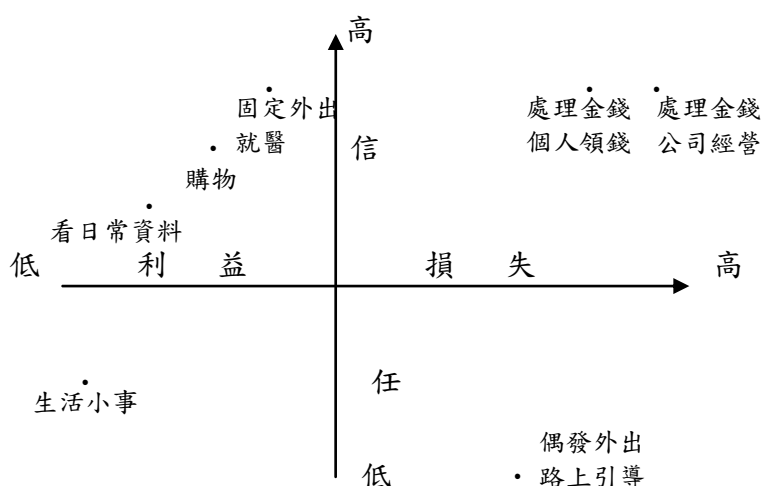 高
固定外出
就醫
處理金錢
個人領錢
處理金錢
公司經營
信
購物
看日常資料
低 利益 損失 高
任
生活小事
偶發外出
路上引導
低